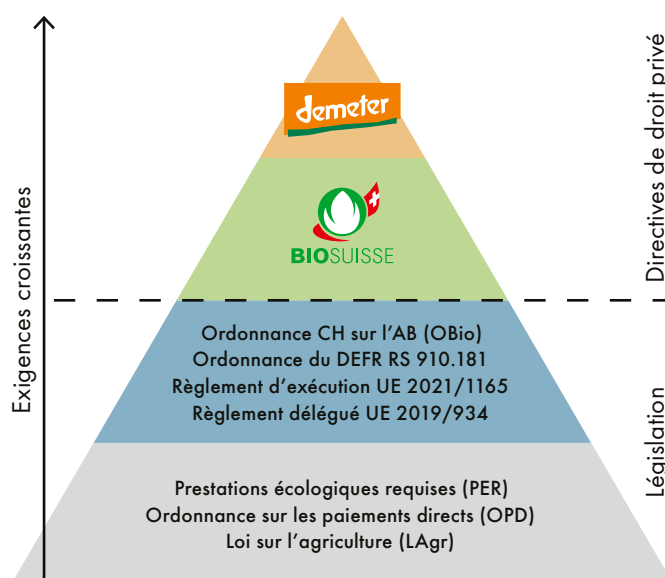 demeter
BIOSUISSE
Ordonnance CH sur l'AB (OBio)
Ordonnance du DEFR RS 910.181
Règlement d'exécution UE 2021/1165
Règlement délégué UE 2019/934
Prestations écologiques requises (PER)
Ordonnance sur les paiements directs (OPD)
Loi sur l'agriculture (LAgr)
Exigences croissantes
Directives de droit privé
Législation